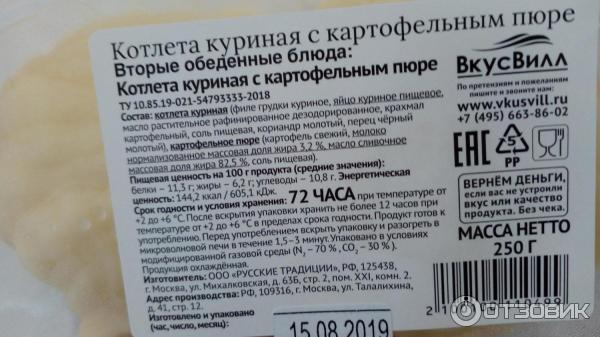 Котлета куриная с картофельным пюре
Вторые обеденные блюда:
Котлета куриная с картофельным пюре
ТУ 10.85.19-021-54793333-2018
Состав: котлета куриная (филе грудки куриное, яйцо куриное пищевое,
масло растительное рафинированное дезодорированное, крахмал
картофельный, соль пищевая, кориандр молотый, перец чёрный
молотый), картофельное пюре (картофель свежий, молоко
нормализованное массовая доля жира 3,2 %, масло сливочное
массовая доля жира 82,5 %, соль пищевая).
Пищевая ценность на 100 г продукта (средние значения):
белки – 11,3 г; жиры – 6,2 г; углеводы – 10,8 г. Энергетическая
ценность: 144,2 ккал / 605,1 кДж.
Срок годности и условия хранения: 72 ЧАСА при температуре от
+2 до +6 °С. После вскрытия упаковки хранить не более 12 часов при
температуре от +2 до +6 °С в пределах срока годности. Продукт готов к
употреблению. Перед употреблением вскрыть упаковку и разогреть в
микроволновой печи в течение 1,5–3 минут. Упаковано в условиях
модифицированной газовой среды (N₂ – 70 %, CO₂ – 30 %).
Продукция охлаждённая.
Изготовитель: ООО «РУССКИЕ ТРАДИЦИИ», РФ, 125438,
г. Москва, ул. Михалковская, д. 63Б, стр. 2, пом. XXI, комн. 2.
Адрес производства: РФ, 109316, г. Москва, ул. Талалихина,
д. 41, стр. 12.
Изготовлено и упаковано
(час, число, месяц):
15.08.2019
ВкусВилл
По претензиям и пожеланиям
пишите и звоните нам:
www.vkusvill.ru
+7 (495) 663-86-02
EAC
5
PP
ВЕРНЁМ ДЕНЬГИ,
если вас не устроили
вкус или качество
продукта. Без чека.
МАССА НЕТТО
250 Г
ОТЗОВИК